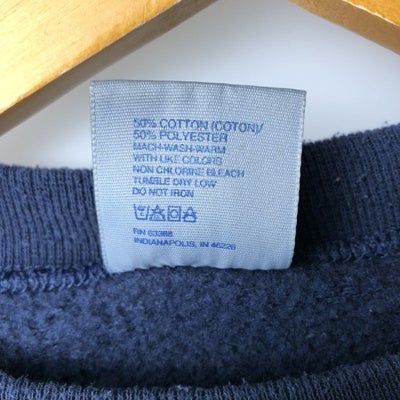 50% COTTON (COTON)/
50% POLYESTER
MACH-WASH-WARM
WITH LIKE COLORS
NON CHLORINE BLEACH
TUMBLE DRY LOW
DO NOT IRON
RN 63368
INDIANAPOLIS, IN 46226